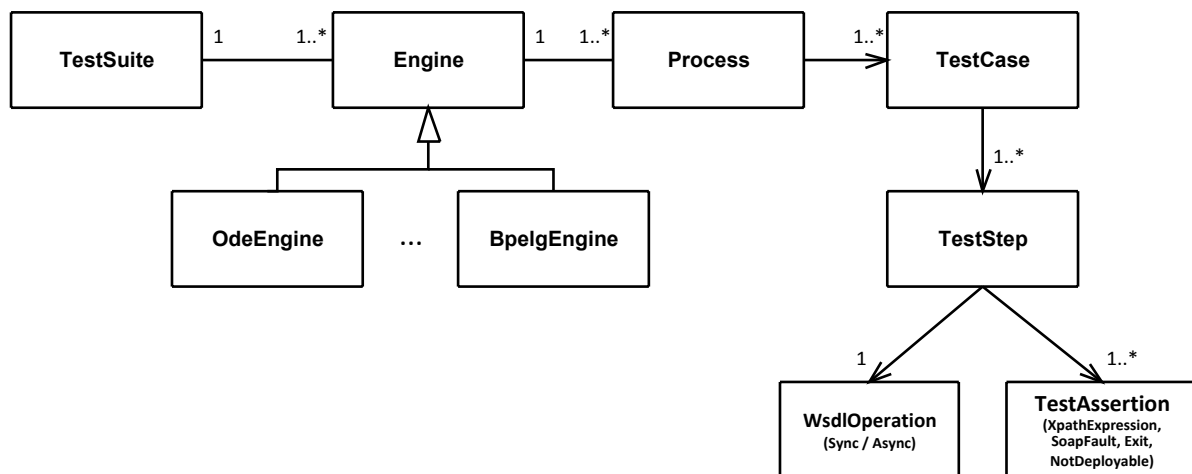 1
1..*
1
1..*
1..*
TestSuite
Engine
Process
TestCase
1..*
OdeEngine
...
BpelgEngine
TestStep
1
1..*
WsdlOperation
(Sync / Async)
TestAssertion
(XpathExpression,
SoapFault, Exit,
NotDeployable)